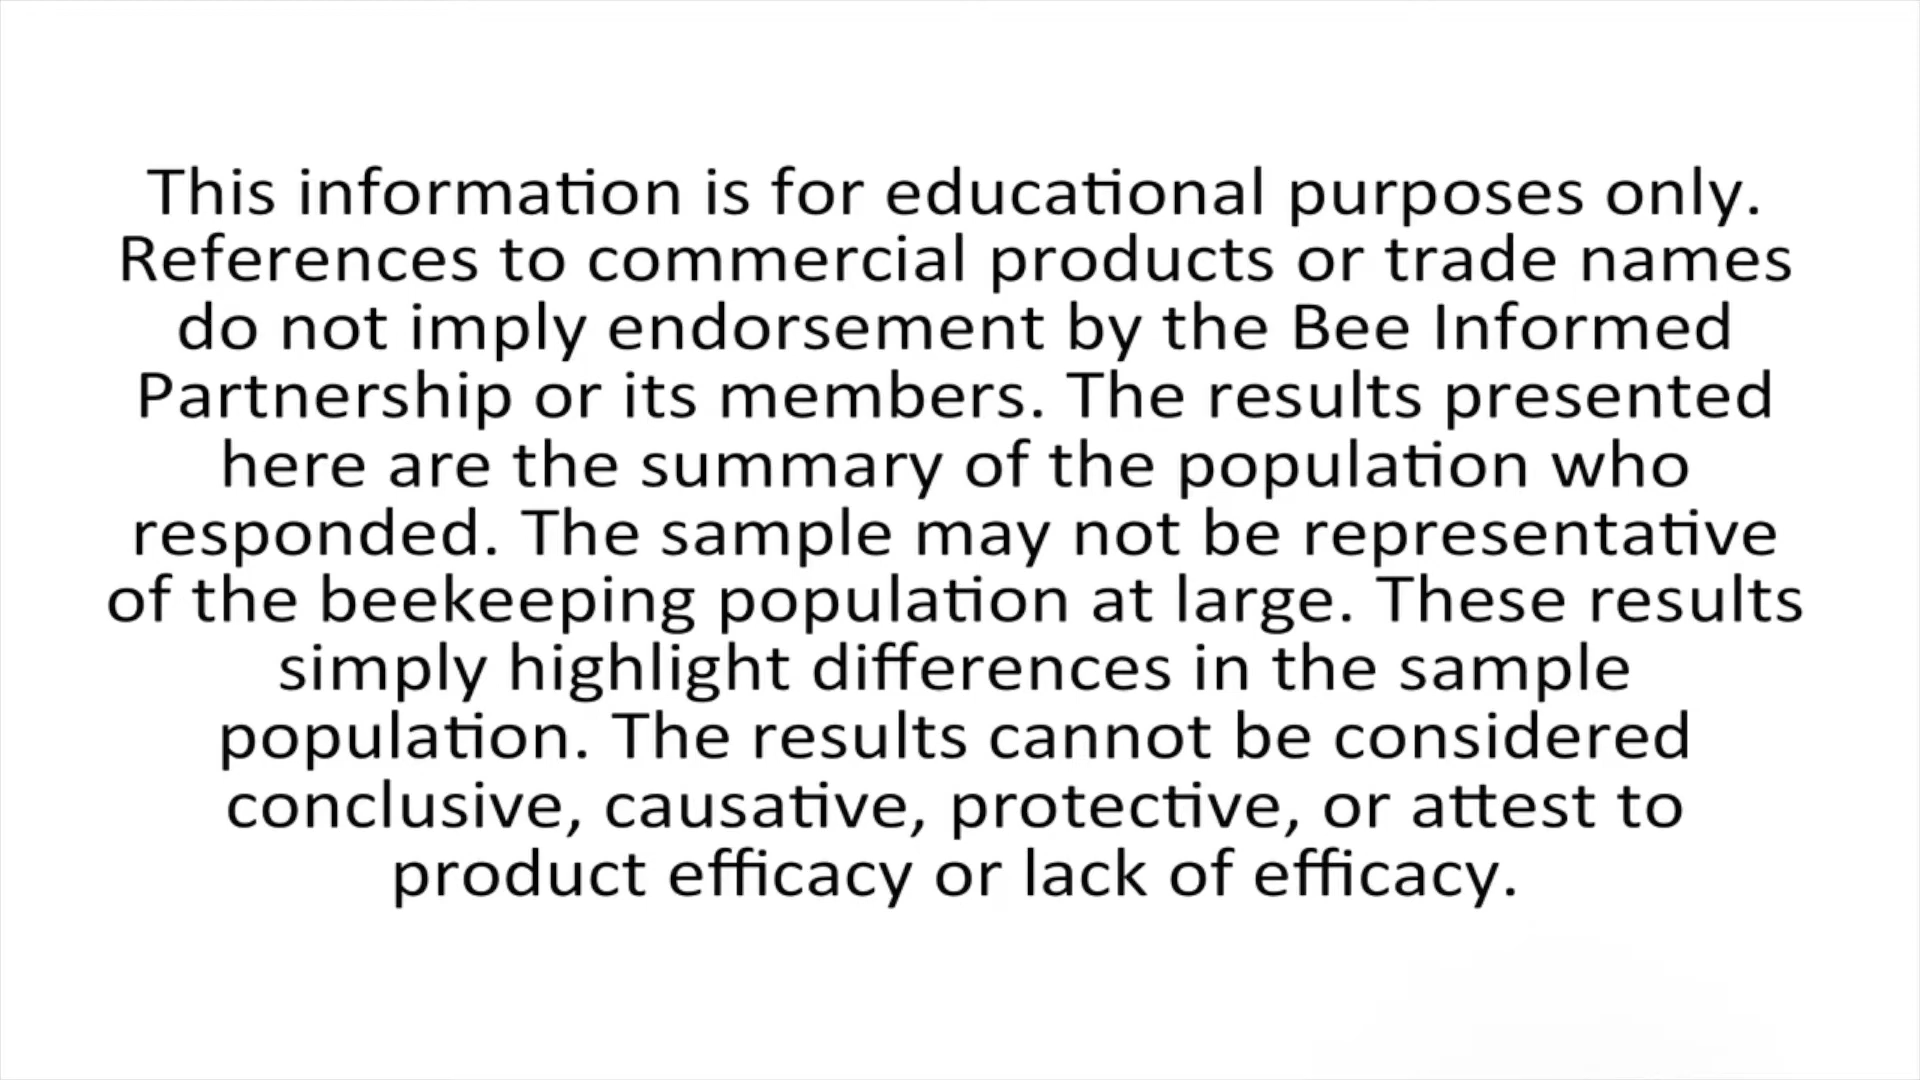 This information is for educational purposes only.
References to commercial products or trade names
do not imply endorsement by the Bee Informed
Partnership or its members. The results presented
here are the summary of the population who
responded. The sample may not be representative
of the beekeeping population at large. These results
simply highlight differences in the sample
population. The results cannot be considered
conclusive, causative, protective, or attest to
product efficacy or lack of efficacy.